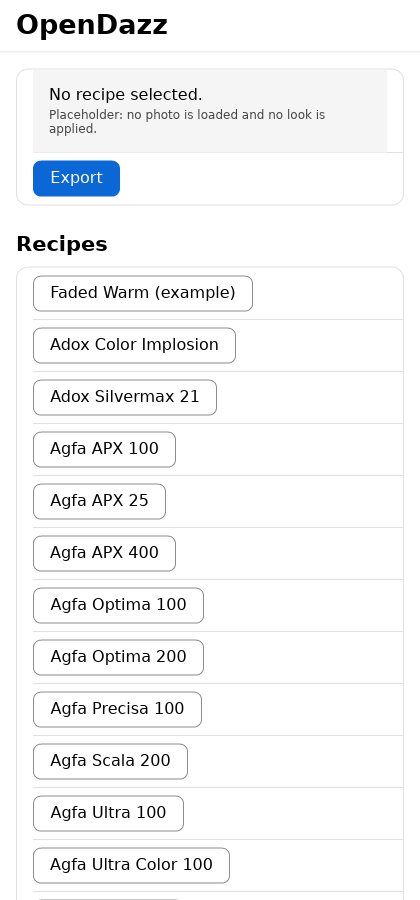 OpenDazz
No recipe selected.
Placeholder: no photo is loaded and no look is
applied.
Export
Recipes
Faded Warm (example)
Adox Color Implosion
Adox Silvermax 21
Agfa APX 100
Agfa APX 25
Agfa APX 400
Agfa Optima 100
Agfa Optima 200
Agfa Precisa 100
Agfa Scala 200
Agfa Ultra 100
Agfa Ultra Color 100